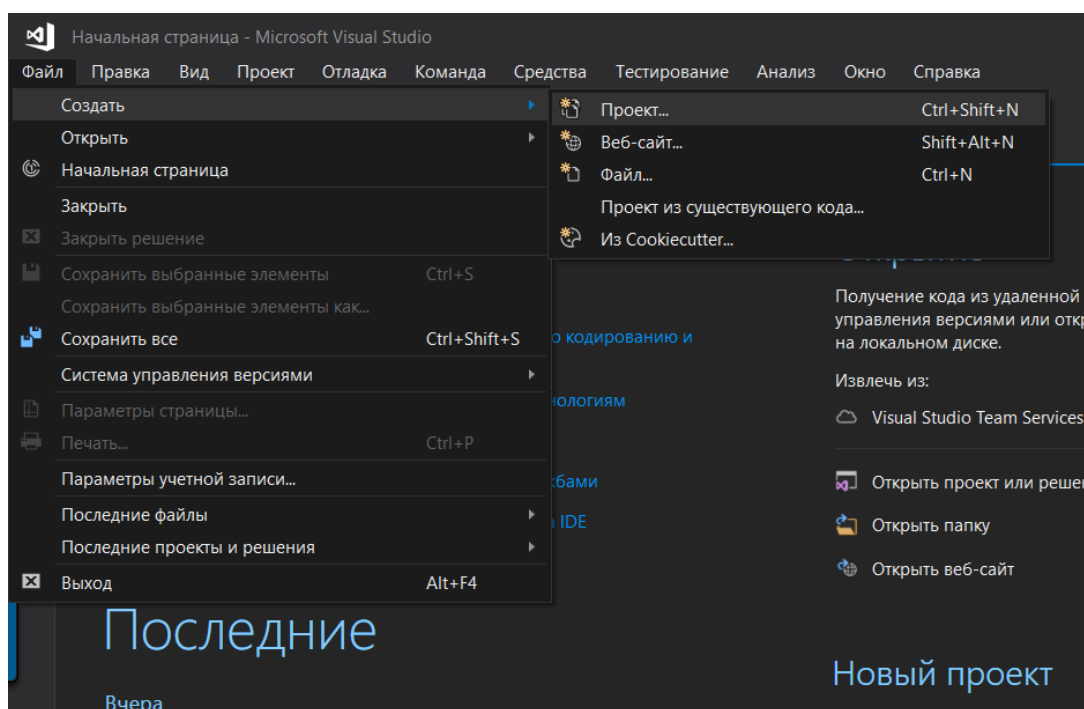 Начальная страница - Microsoft Visual Studio
Файл Правка Вид Проект Отладка Команда Средства Тестирование Анализ Окно Справка
Создать
Открыть
Начальная страница
Закрыть
Закрыть решение
Сохранить выбранные элементы Ctrl+S
Сохранить выбранные элементы как...
Сохранить все Ctrl+Shift+S
Система управления версиями
Параметры страницы...
Печать... Ctrl+P
Параметры учетной записи...
Последние файлы
Последние проекты и решения
Выход Alt+F4
Проект... Ctrl+Shift+N
Веб-сайт... Shift+Alt+N
Файл... Ctrl+N
Проект из существующего кода...
Из Cookiecutter...
кодированию и
IDE
Получение кода из удаленной
управления версиями или
на локальном диске.
Извлечь из:
Visual Studio Team Services
Открыть проект или
Открыть папку
Открыть веб-сайт
Последние
Вчера
Новый проект